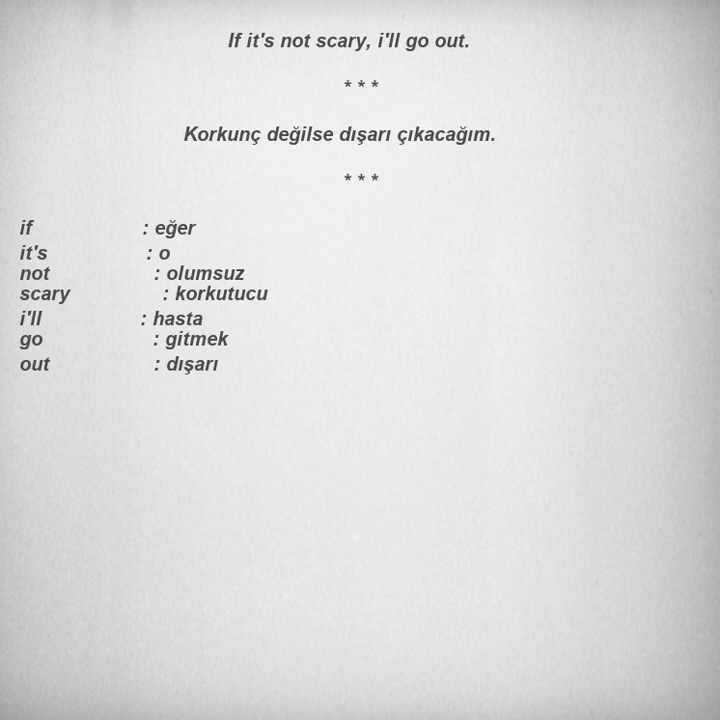 If it's not scary, i'll go out.
* * *
Korkunç değilse dışarı çıkacağım.
* * *
if : eğer
it's : o
not : olumsuz
scary : korkutucu
i'll : hasta
go : gitmek
out : dışarı